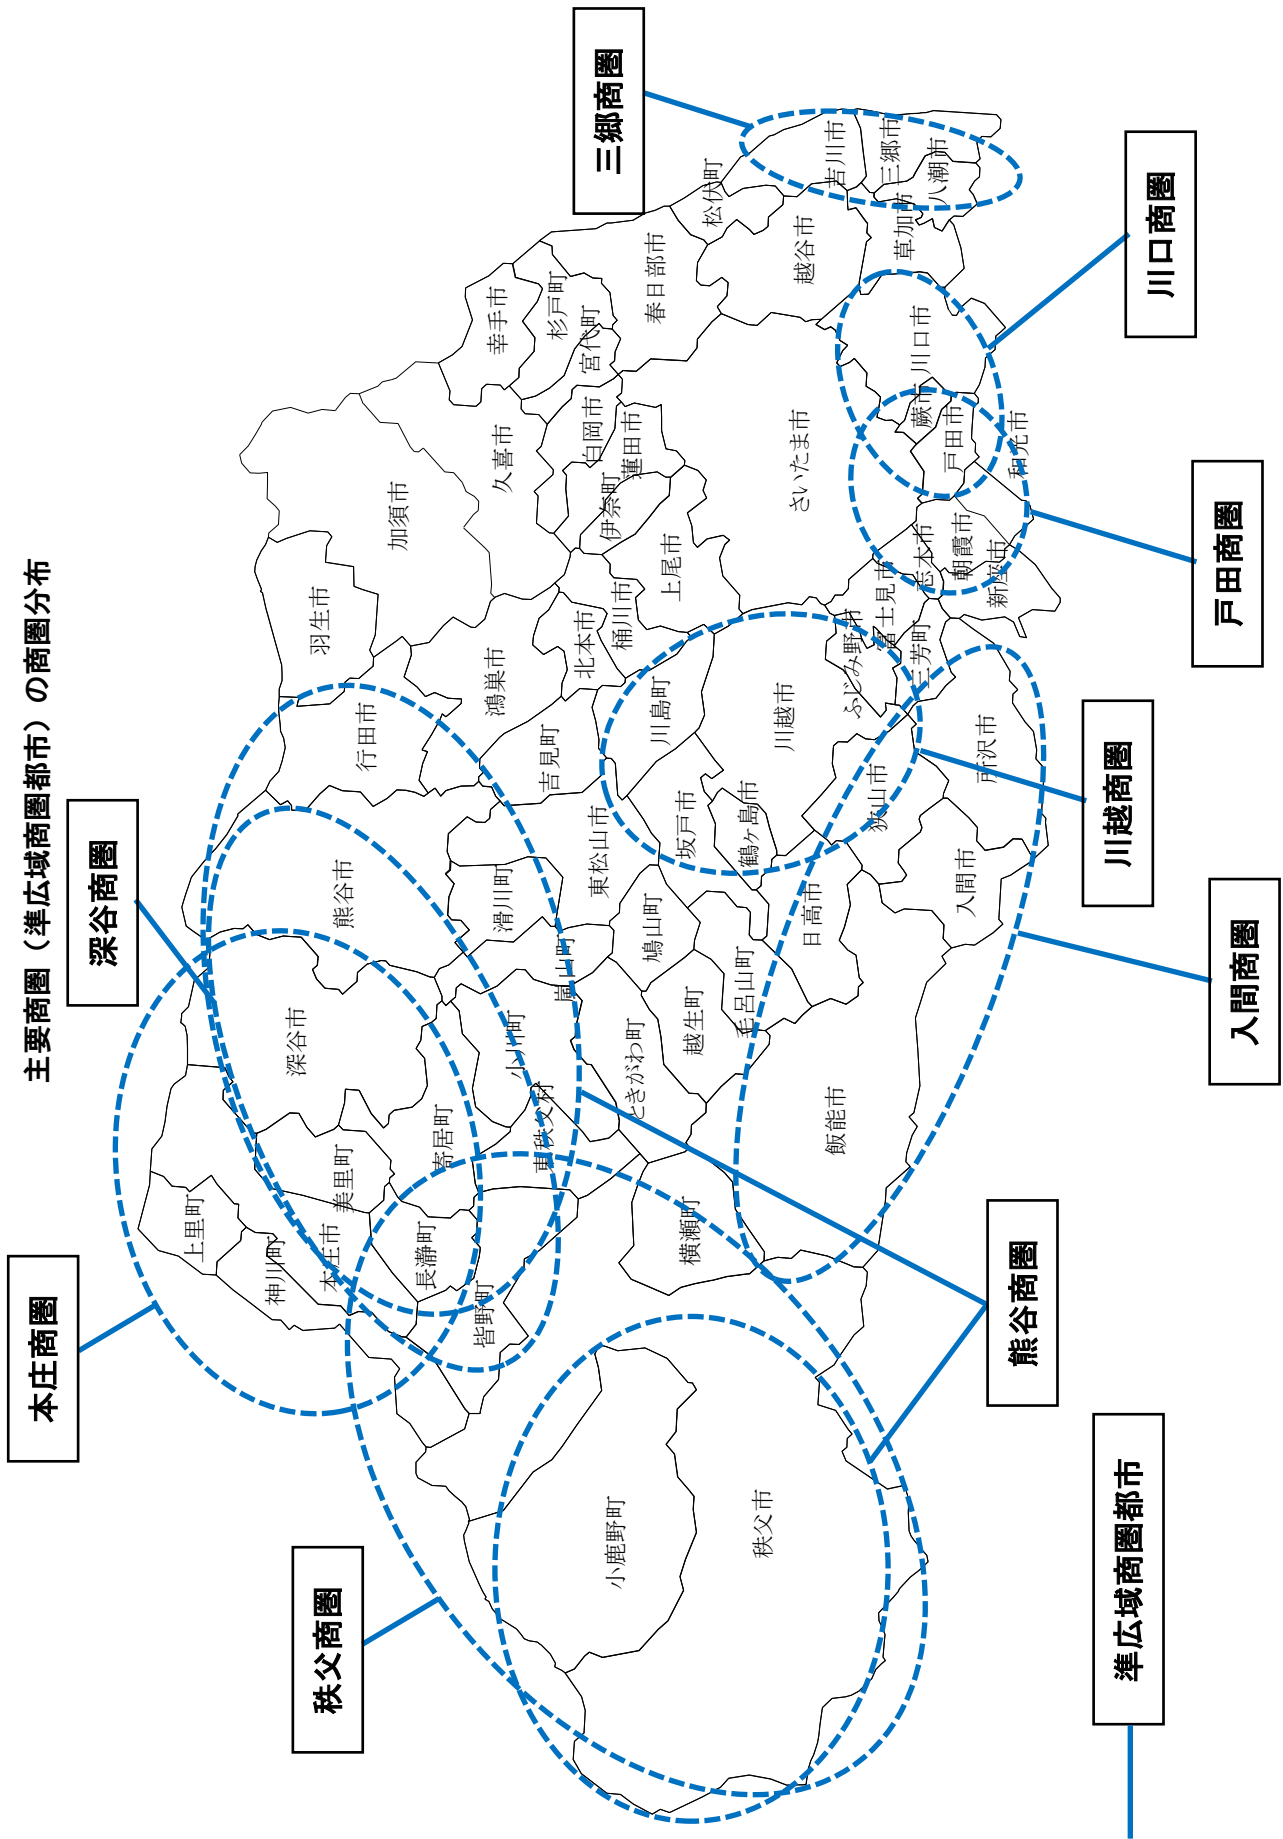 主要商圏（準広域商圏都市）の商圏分布
本庄商圏
深谷商圏
三郷商圏
秩父商圏
熊谷商圏
入間商圏
川越商圏
戸田商圏
川口商圏
準広域商圏都市
上里町
神川町
本庄市
美里町
深谷市
寄居町
長瀞町
皆野町
小鹿野町
秩父市
横瀬町
東秩父村
小川町
ときがわ町
嵐山町
滑川町
熊谷市
行田市
羽生市
加須市
鴻巣市
吉見町
東松山市
鳩山町
越生町
毛呂山町
日高市
飯能市
入間市
狭山市
所沢市
坂戸市
鶴ヶ島市
川島町
川越市
北本市
桶川市
上尾市
伊奈町
久喜市
幸手市
杉戸町
宮代町
白岡市
蓮田市
春日部市
松伏町
越谷市
さいたま市
ふじみ野市
富士見市
三芳町
志木市
新座市
朝霞市
和光市
戸田市
蕨市
川口市
草加市
八潮市
三郷市
吉川市